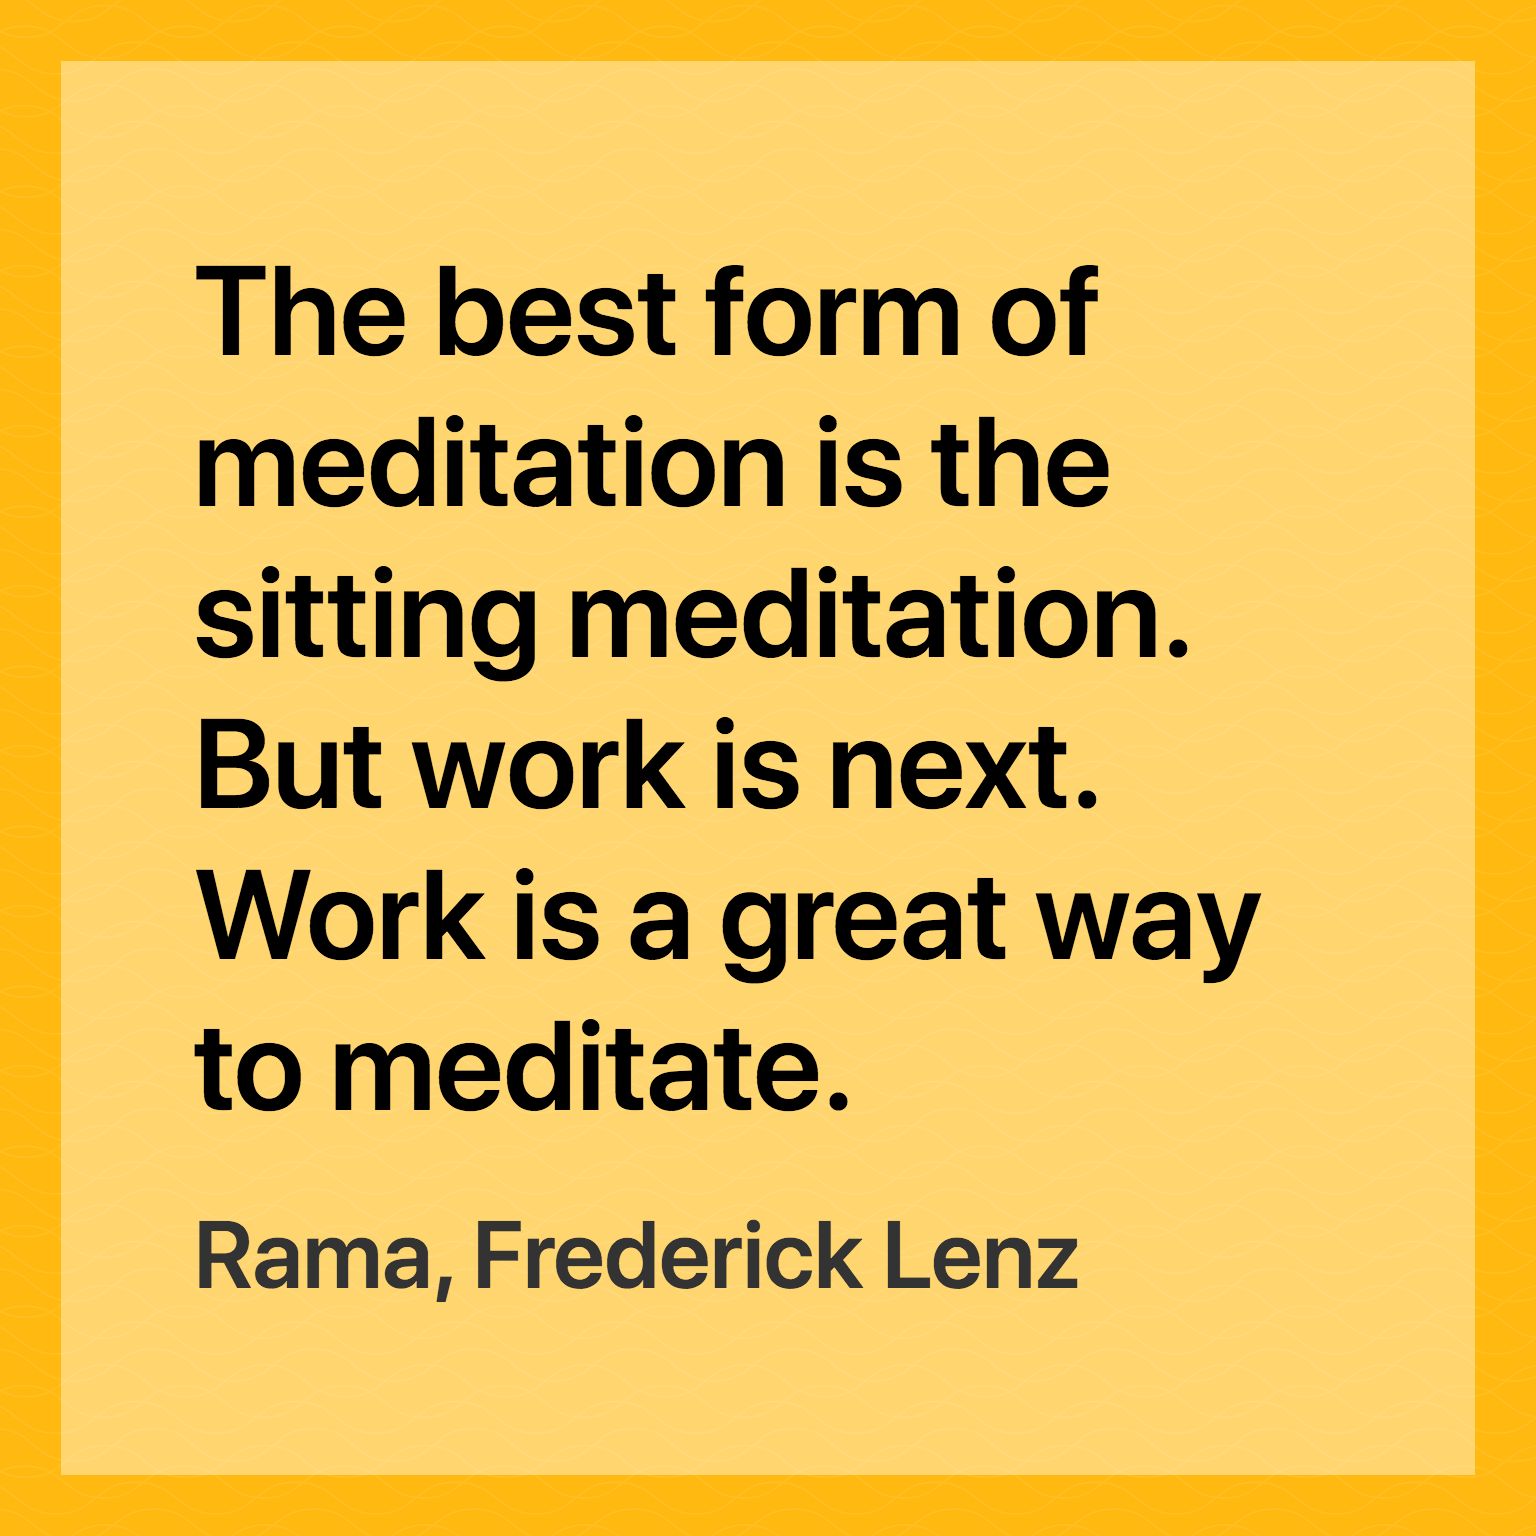 The best form of
meditation is the
sitting meditation.
But work is next.
Work is a great way
to meditate.
Rama, Frederick Lenz